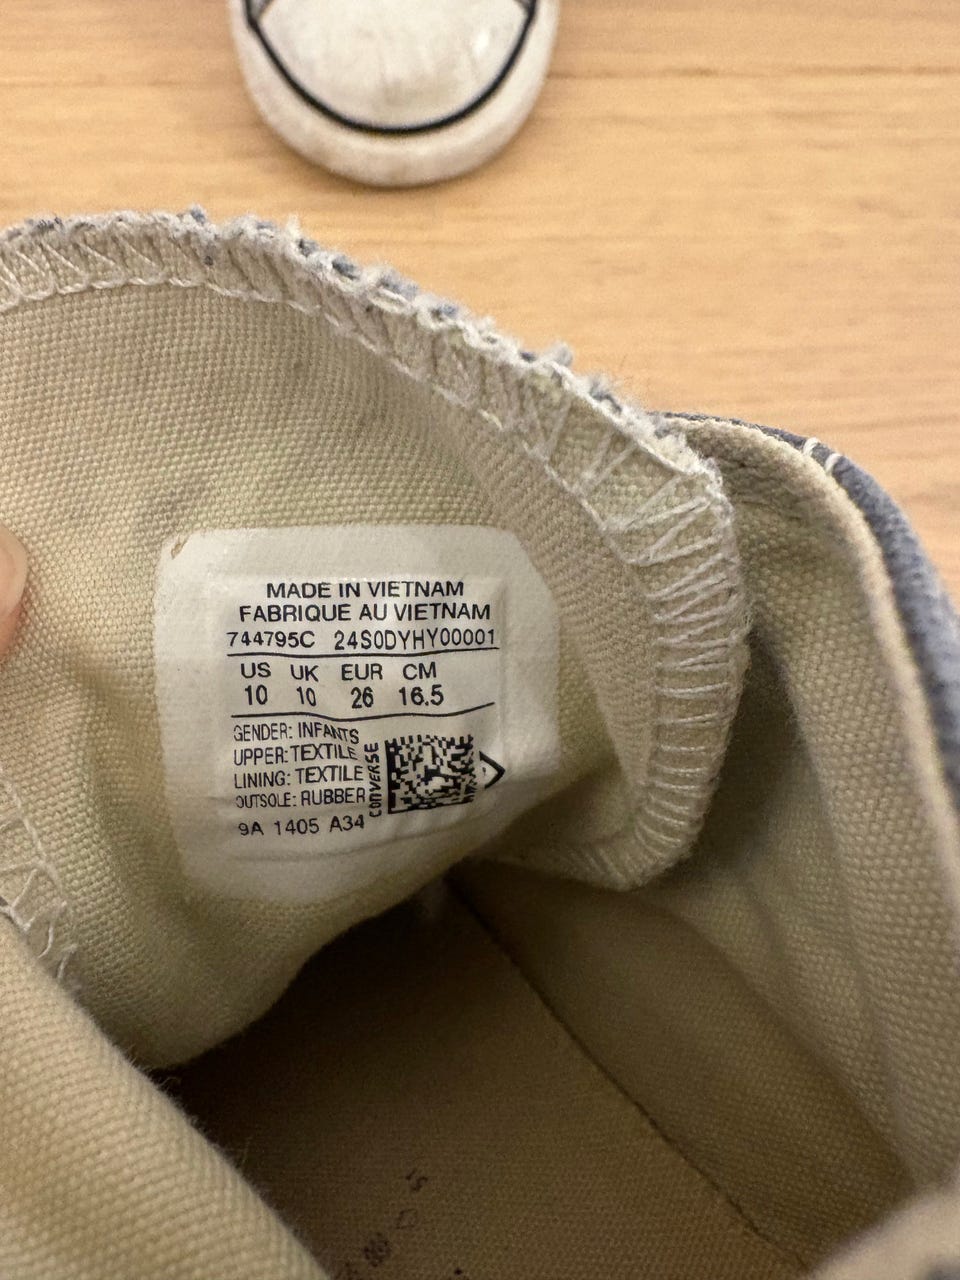 MADE IN VIETNAM
FABRIQUE AU VIETNAM
744795C 24S0DYHY00001
US UK EUR CM
10 10 26 16.5
GENDER: INFANTS
UPPER: TEXTILE
LINING: TEXTILE
OUTSOLE: RUBBER
CONVERSE
9A 1405 A34